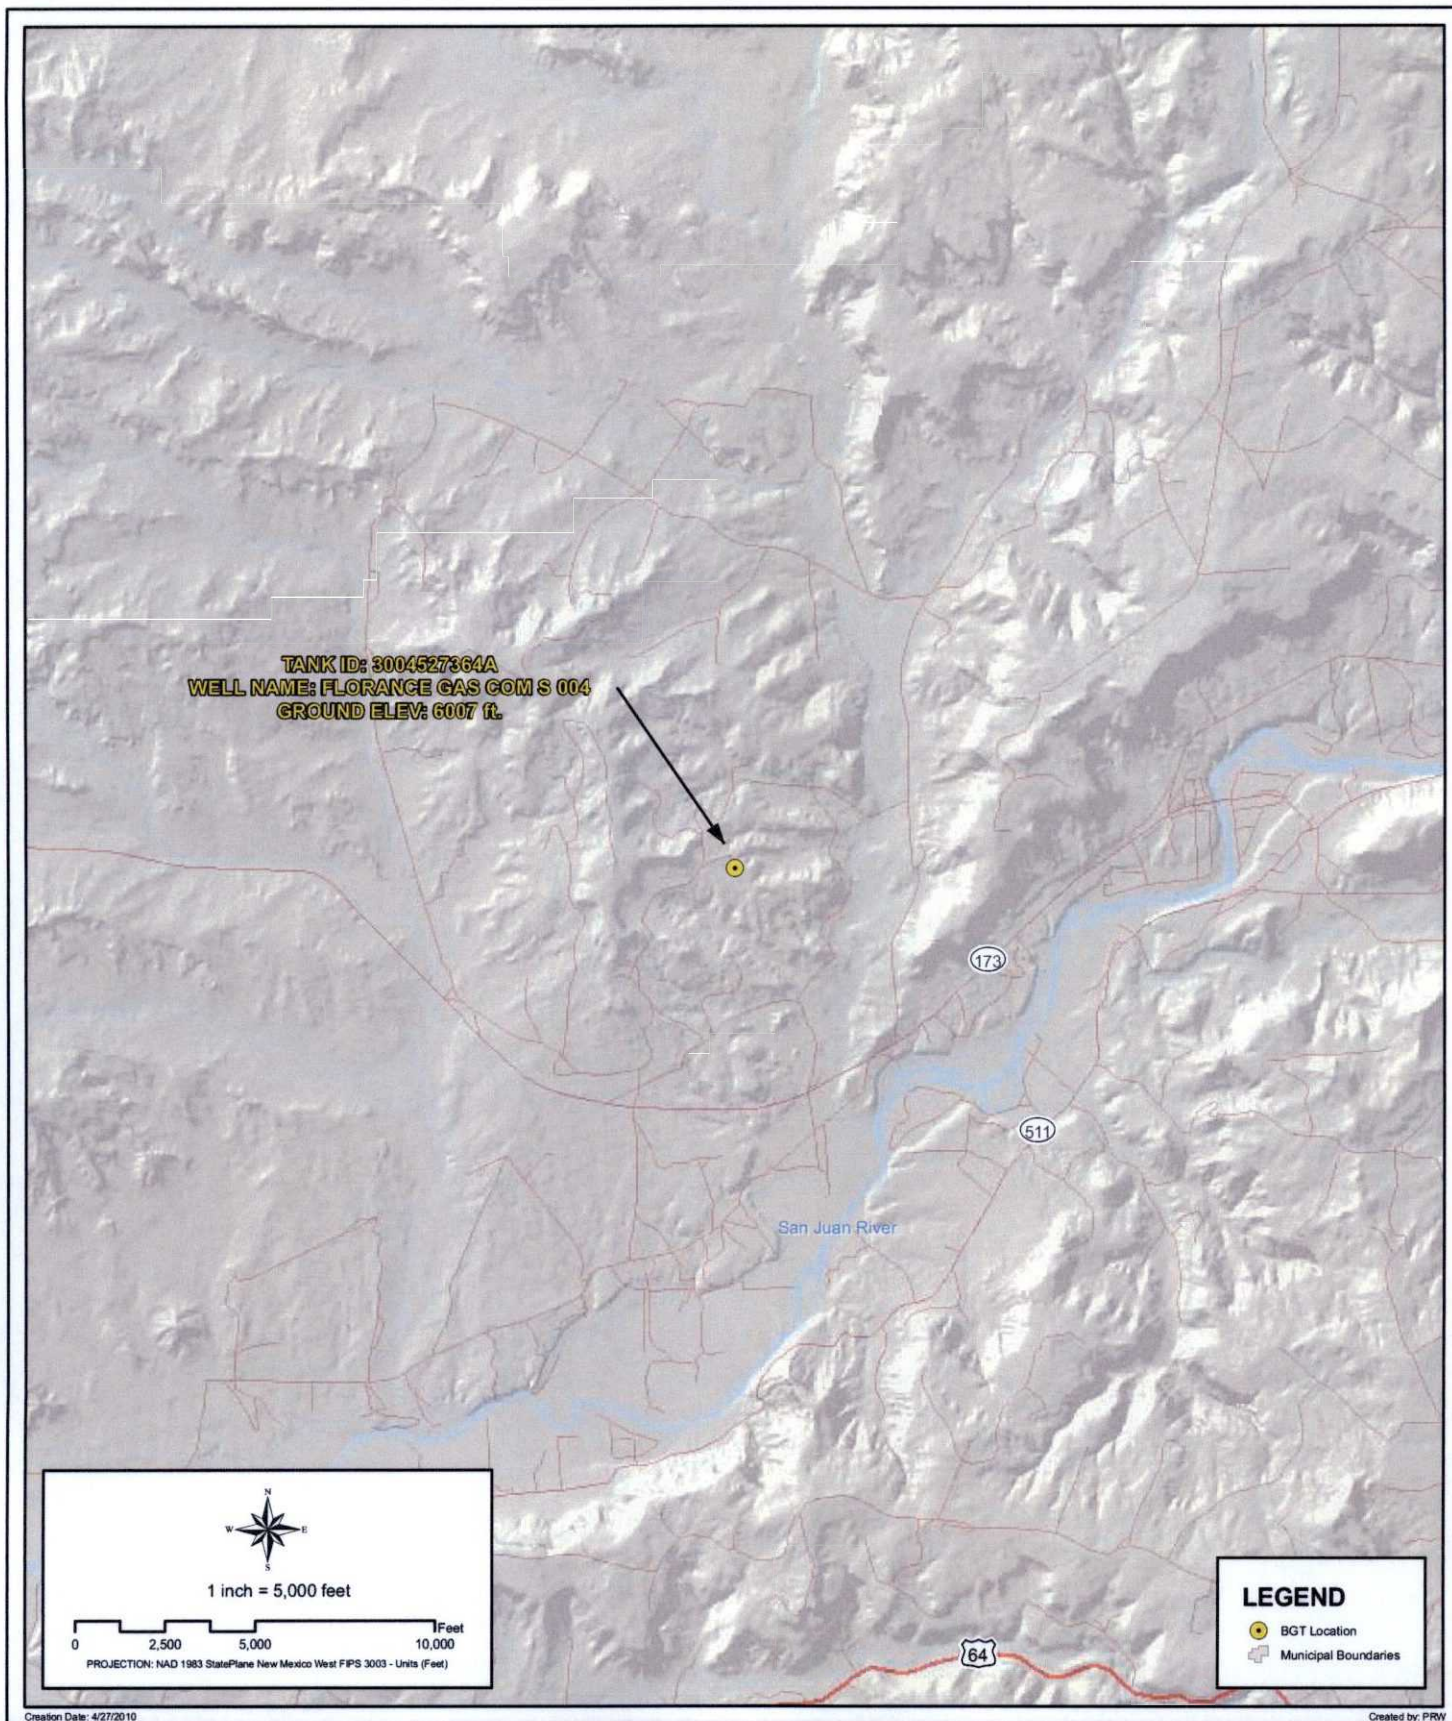 TANK ID: 3004527364A
WELL NAME: FLORANCE GAS COM S 004
GROUND ELEV: 6007 ft.
173
511
San Juan River
N
W E
S
1 inch = 5,000 feet
Feet
0 2,500 5,000 10,000
PROJECTION: NAD 1983 StatePlane New Mexico West FIPS 3003 - Units (Feet)
64
LEGEND
BGT Location
Municipal Boundaries
Creation Date: 4/27/2010
Created by: PRW